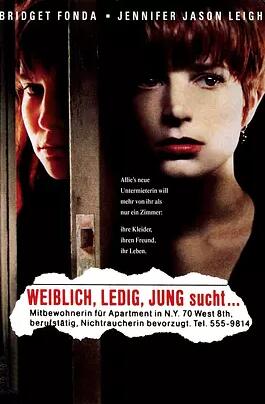 BRIDGET FONDA ▪ JENNIFER JASON LEIGH
Allie's neue
Untermieterin will
mehr von ihr als
nur ein Zimmer:
ihre Kleider,
ihren Freund,
ihr Leben.
WEIBLICH, LEDIG, JUNG sucht...
Mitbewohnerin für Apartment in N.Y. 70 West 8th,
berufstätig, Nichtraucherin bevorzugt. Tel. 555-9814